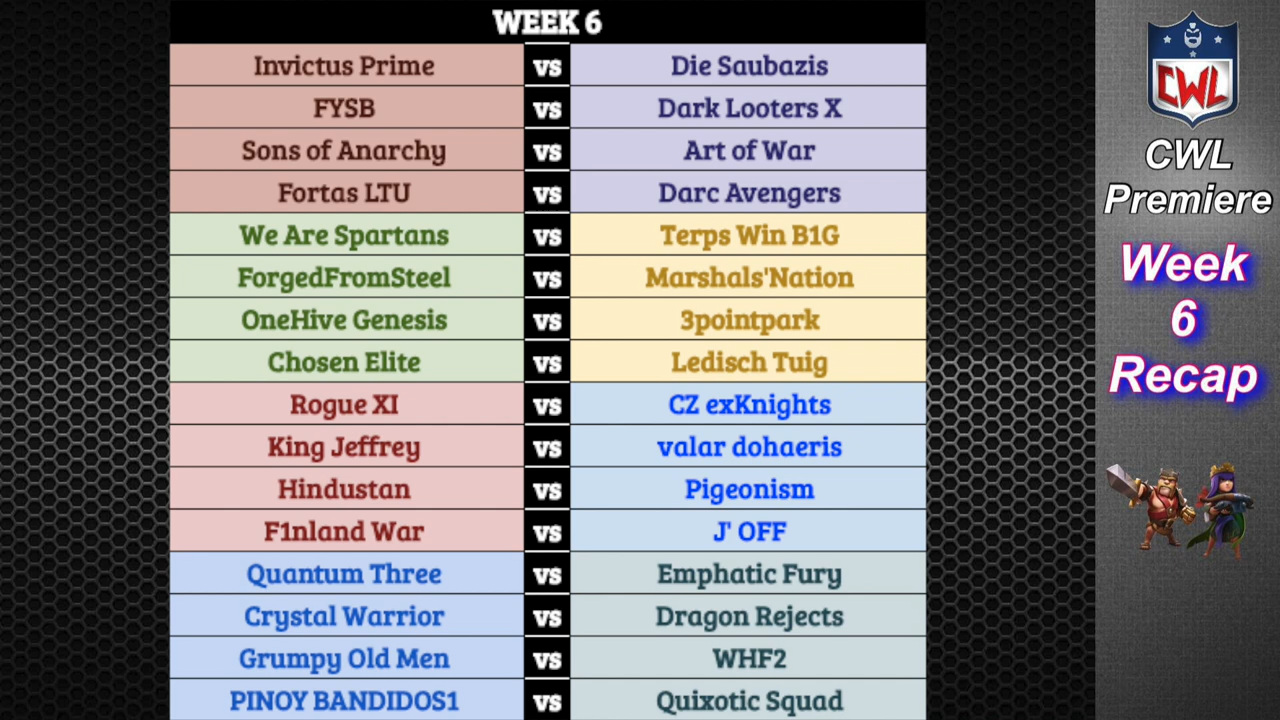 WEEK 6
Invictus Prime vs Die Saubazis
FYSB vs Dark Looters X
Sons of Anarchy vs Art of War
Fortas LTU vs Darc Avengers
We Are Spartans vs Terps Win B1G
ForgedFromSteel vs Marshals'Nation
OneHive Genesis vs 3pointpark
Chosen Elite vs Ledisch Tuig
Rogue XI vs CZ exKnights
King Jeffrey vs valar dohaeris
Hindustan vs Pigeonism
F1nland War vs J' OFF
Quantum Three vs Emphatic Fury
Crystal Warrior vs Dragon Rejects
Grumpy Old Men vs WHF2
PINOY BANDIDOS1 vs Quixotic Squad
CWL
CWL
Premiere
Week
6
Recap